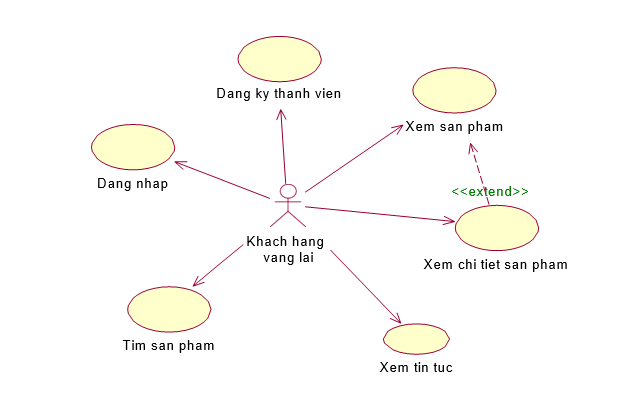 Dang ky thanh vien
Xem san pham
Dang nhap
<<extend>>
Khach hang
vang lai
Xem chi tiet san pham
Tim san pham
Xem tin tuc